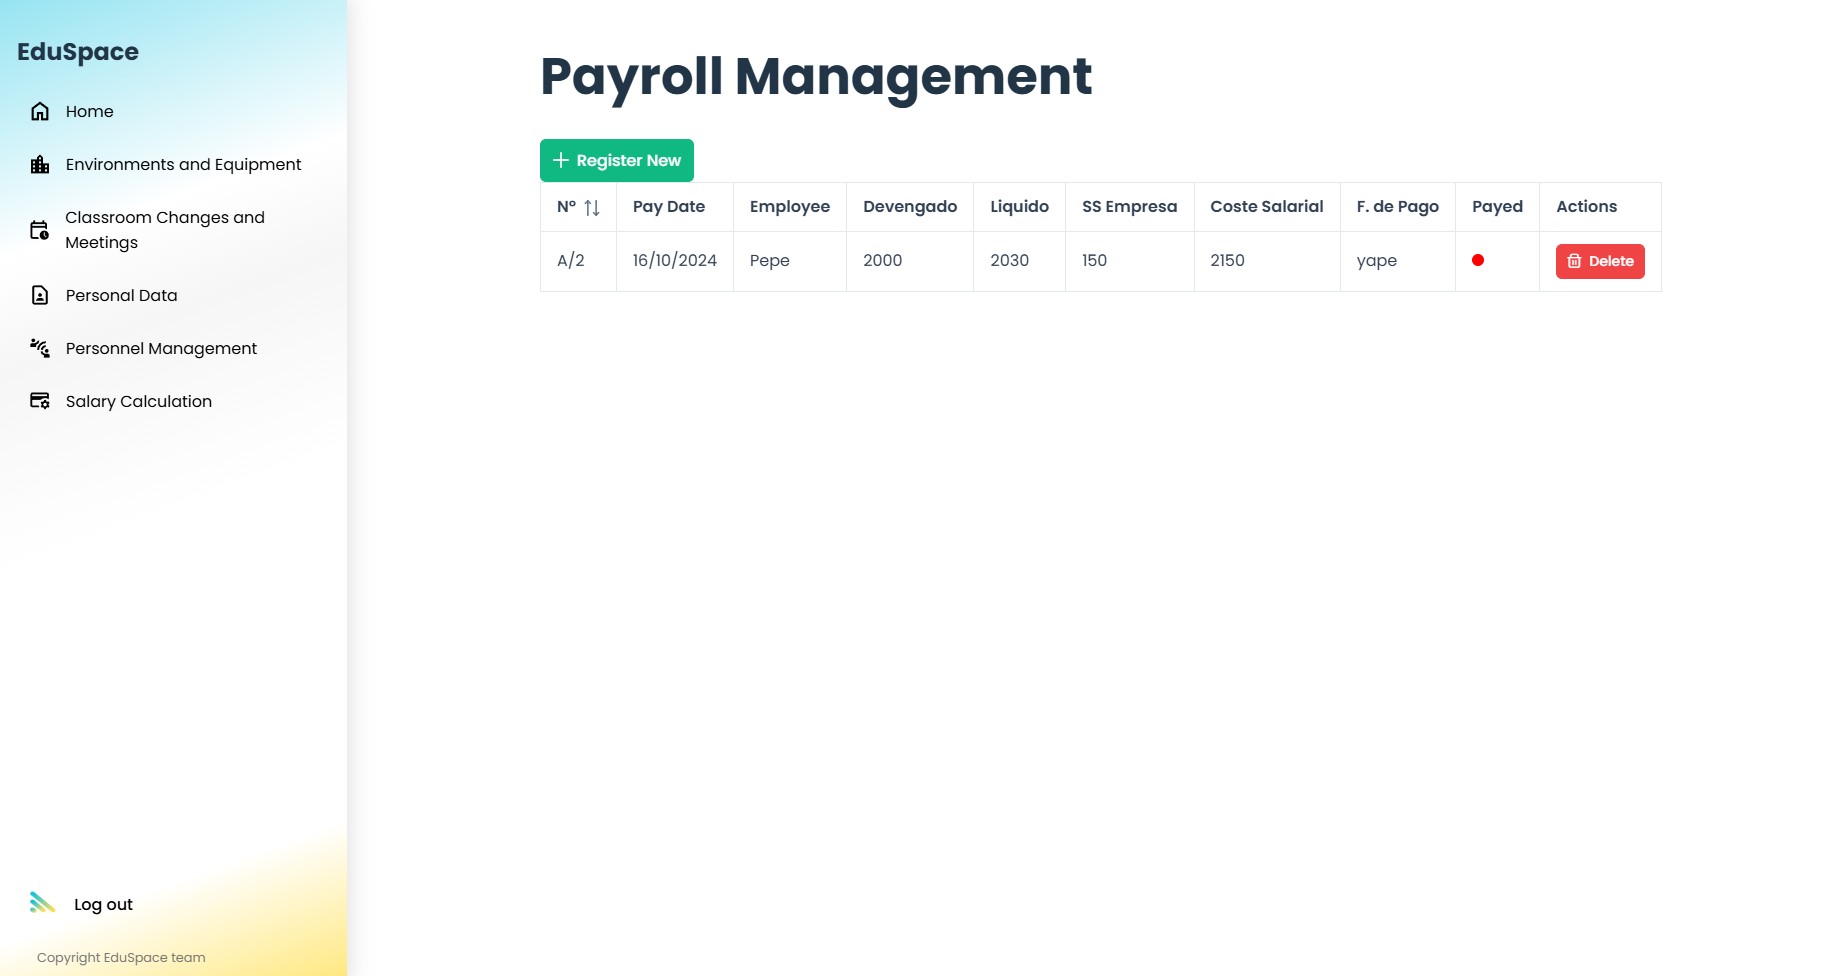 EduSpace
Home
Environments and Equipment
Classroom Changes and
Meetings
Personal Data
Personnel Management
Salary Calculation
Log out
Copyright EduSpace team
Payroll Management
Register New
Nº Pay Date Employee Devengado Liquido SS Empresa Coste Salarial F. de Pago Payed Actions
A/2 16/10/2024 Pepe 2000 2030 150 2150 yape Delete